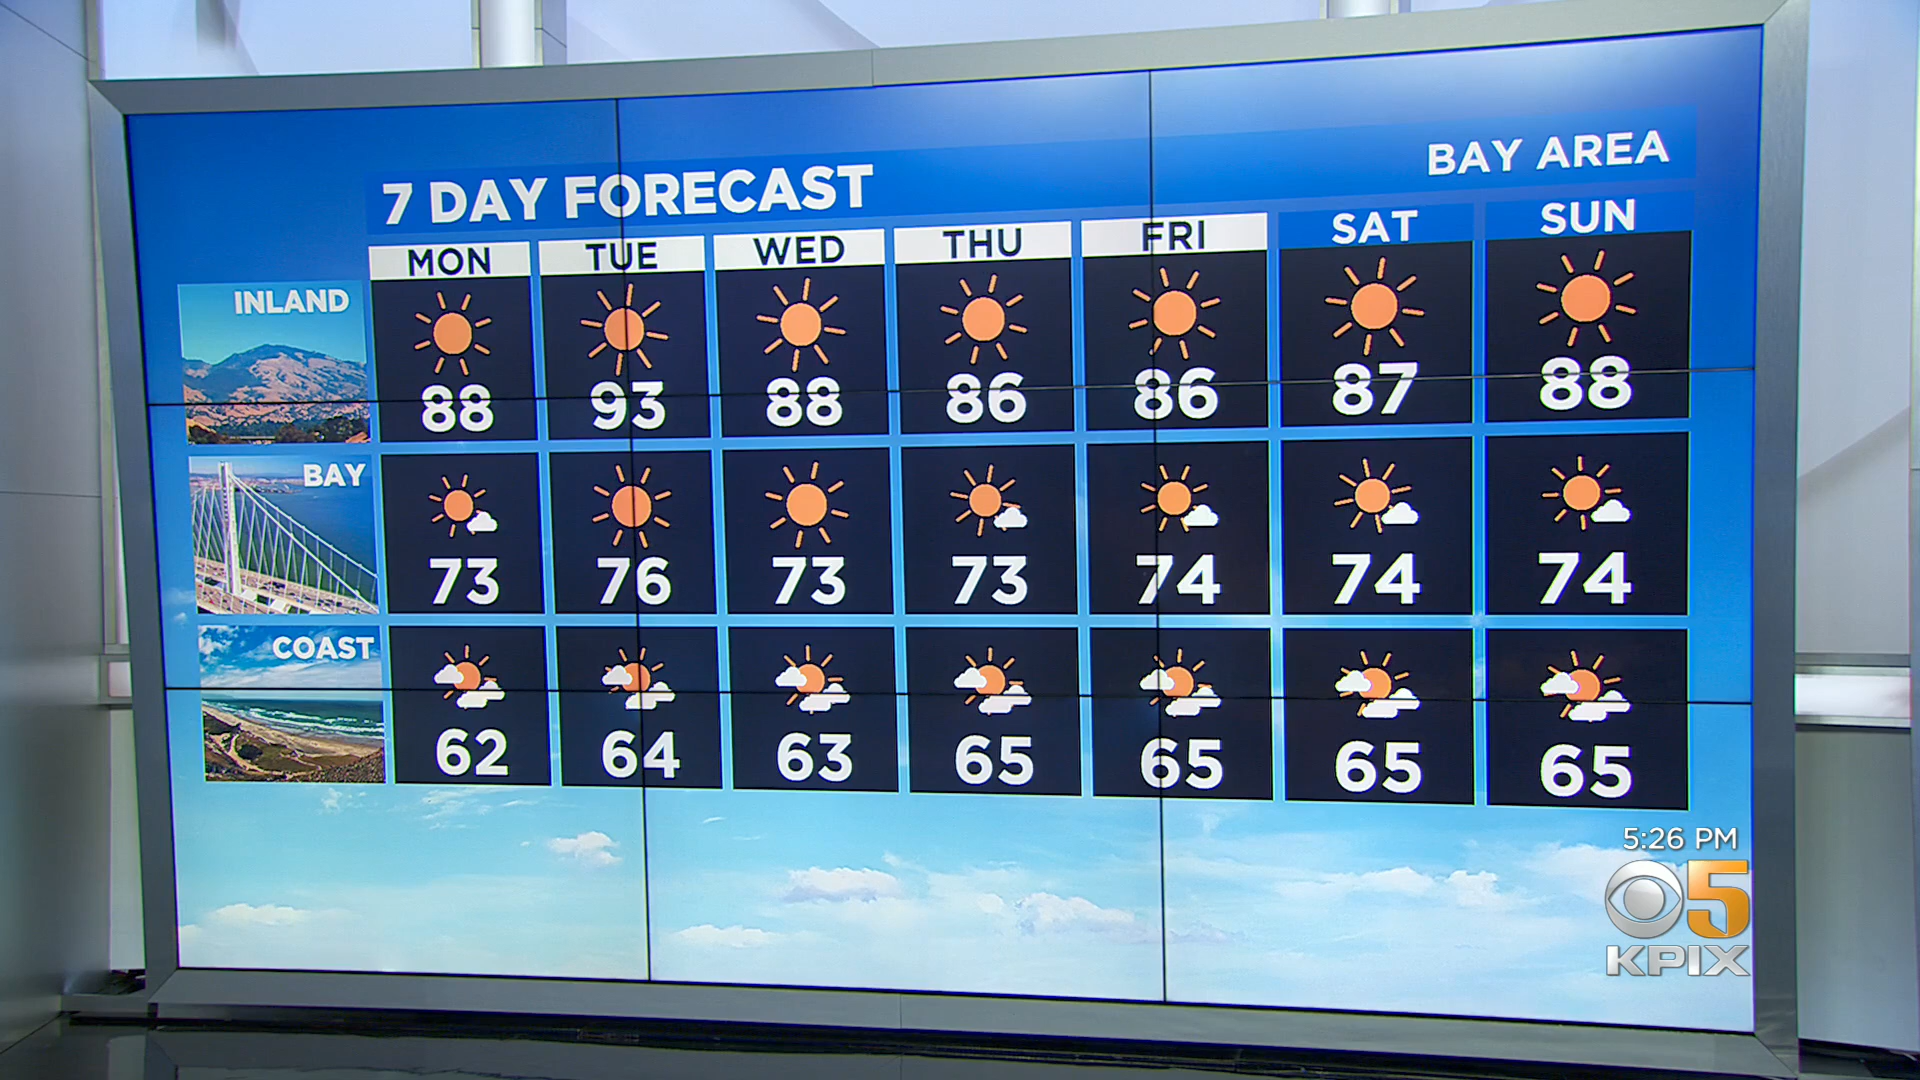 7 DAY FORECAST
BAY AREA
MON TUE WED THU FRI SAT SUN
INLAND
88 93 88 86 86 87 88
BAY
73 76 73 73 74 74 74
COAST
62 64 63 65 65 65 65
5:26 PM
5
KPIX